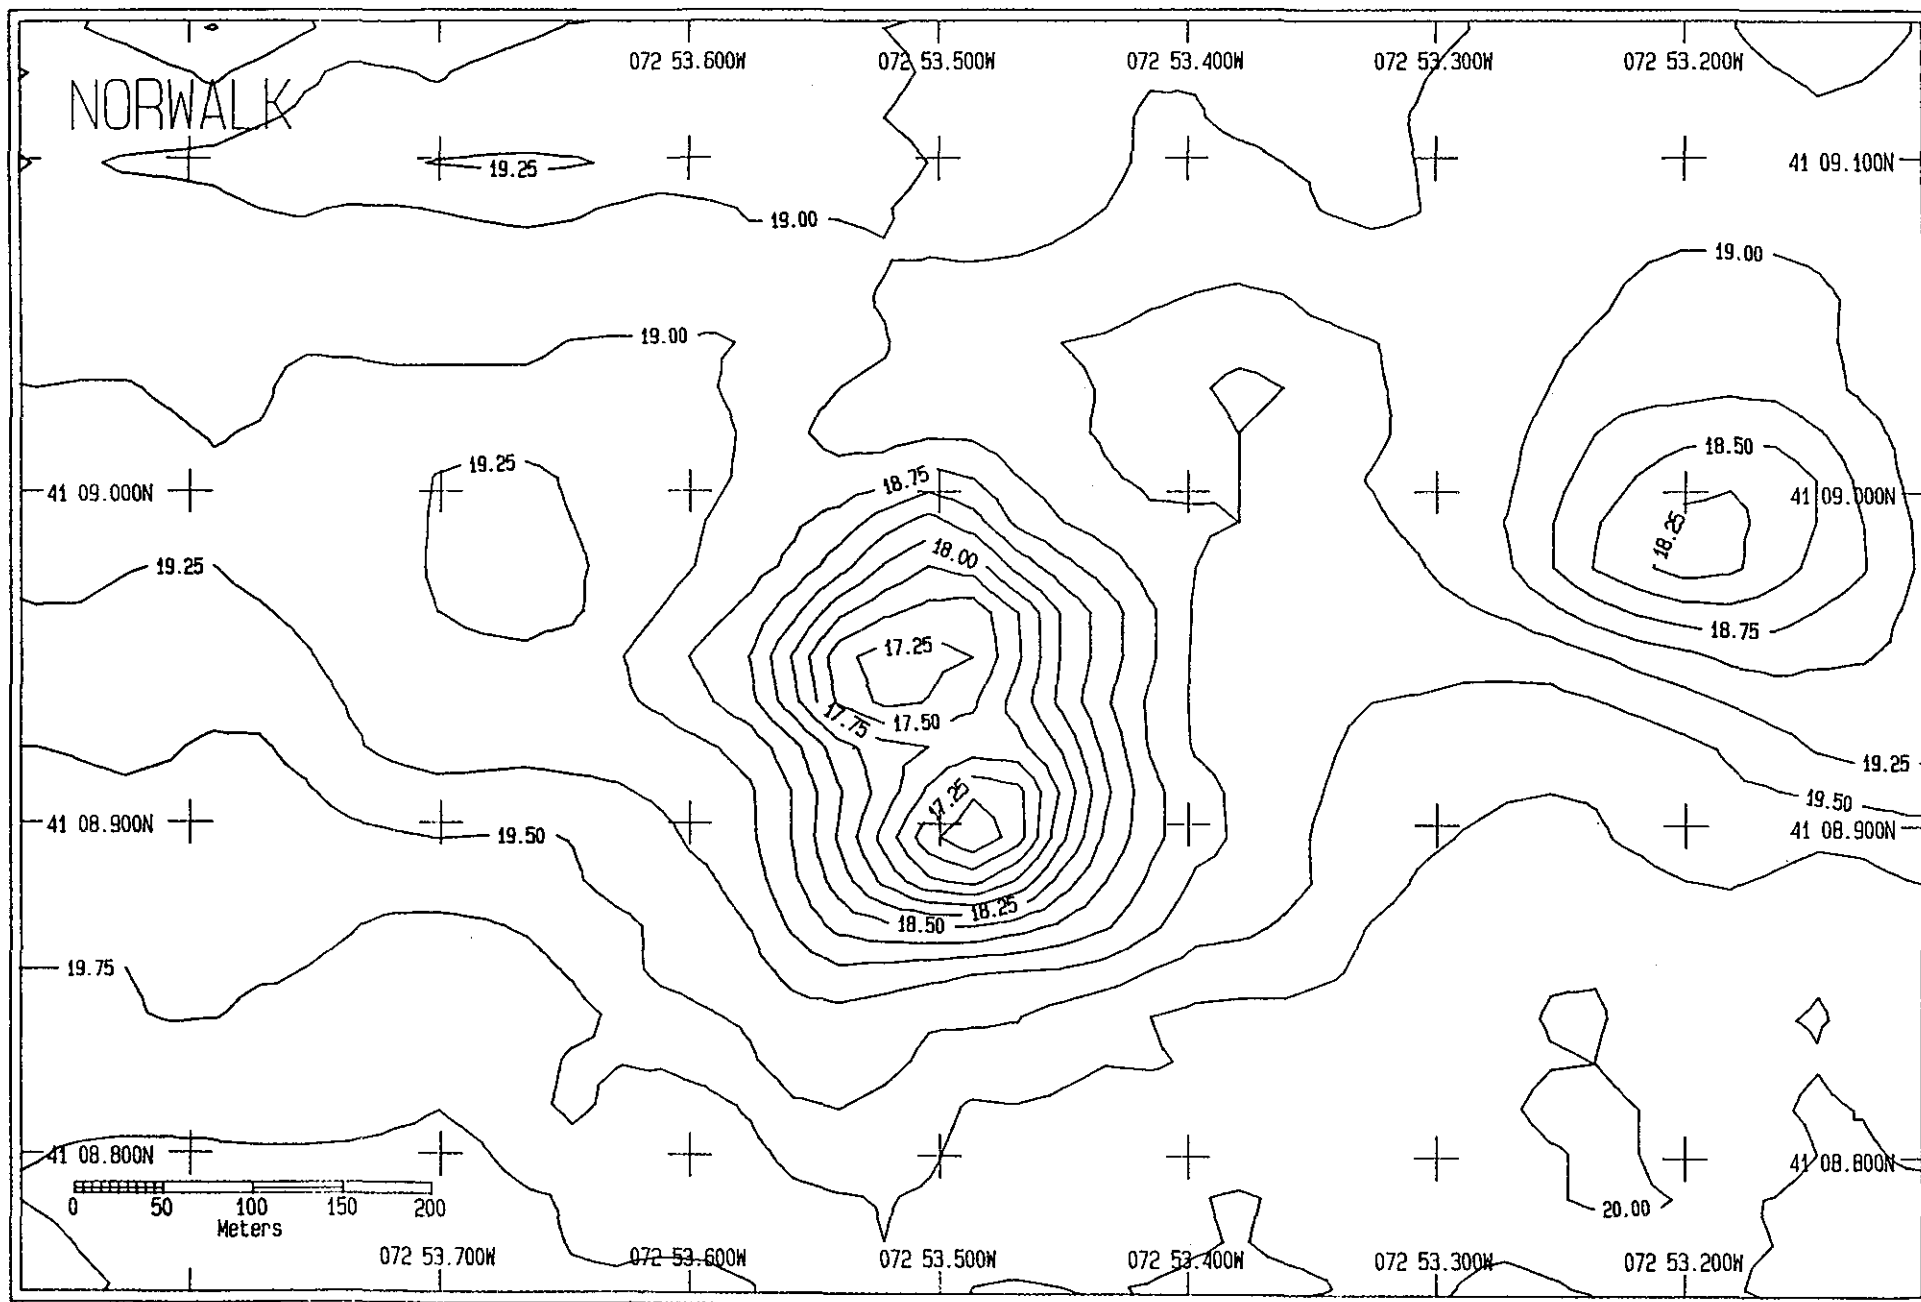 072 53.600W 072 53.500W 072 53.400W 072 53.300W 072 53.200W
NORWALK
19.25
41 09.100N
19.00
19.00
19.00
19.25
18.50
18.75
41 09.000N
41 09.000N
18.25
18.00
19.25
18.75
17.25
17.75
17.50
19.25
17.25
19.50
41 08.900N
19.50
41 08.900N
18.25
18.50
19.75
41 08.800N
41 08.800N
0 50 100 150 200
Meters
20.00
072 53.700W 072 53.600W 072 53.500W 072 53.400W 072 53.300W 072 53.200W